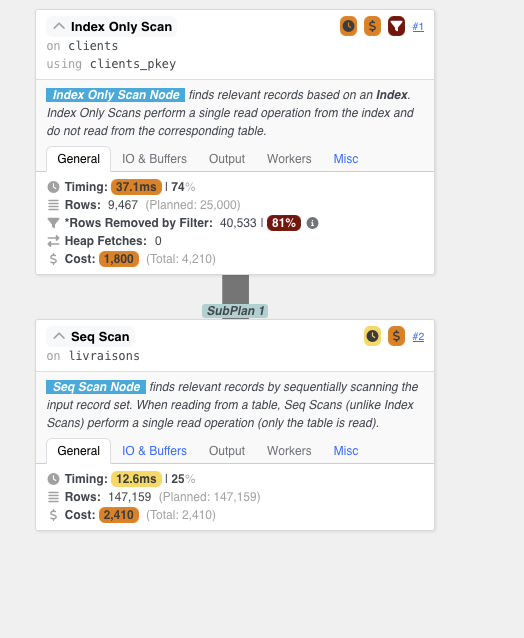 Index Only Scan $ #1
on clients
using clients_pkey
Index Only Scan Node finds relevant records based on an Index.
Index Only Scans perform a single read operation from the index and
do not read from the corresponding table.
General IO & Buffers Output Workers Misc
Timing: 37.1ms | 74%
Rows: 9,467 (Planned: 25,000)
*Rows Removed by Filter: 40,533 | 81% i
Heap Fetches: 0
$ Cost: 1,800 (Total: 4,210)
SubPlan 1
Seq Scan $ #2
on livraisons
Seq Scan Node finds relevant records by sequentially scanning the
input record set. When reading from a table, Seq Scans (unlike Index
Scans) perform a single read operation (only the table is read).
General IO & Buffers Output Workers Misc
Timing: 12.6ms | 25%
Rows: 147,159 (Planned: 147,159)
$ Cost: 2,410 (Total: 2,410)